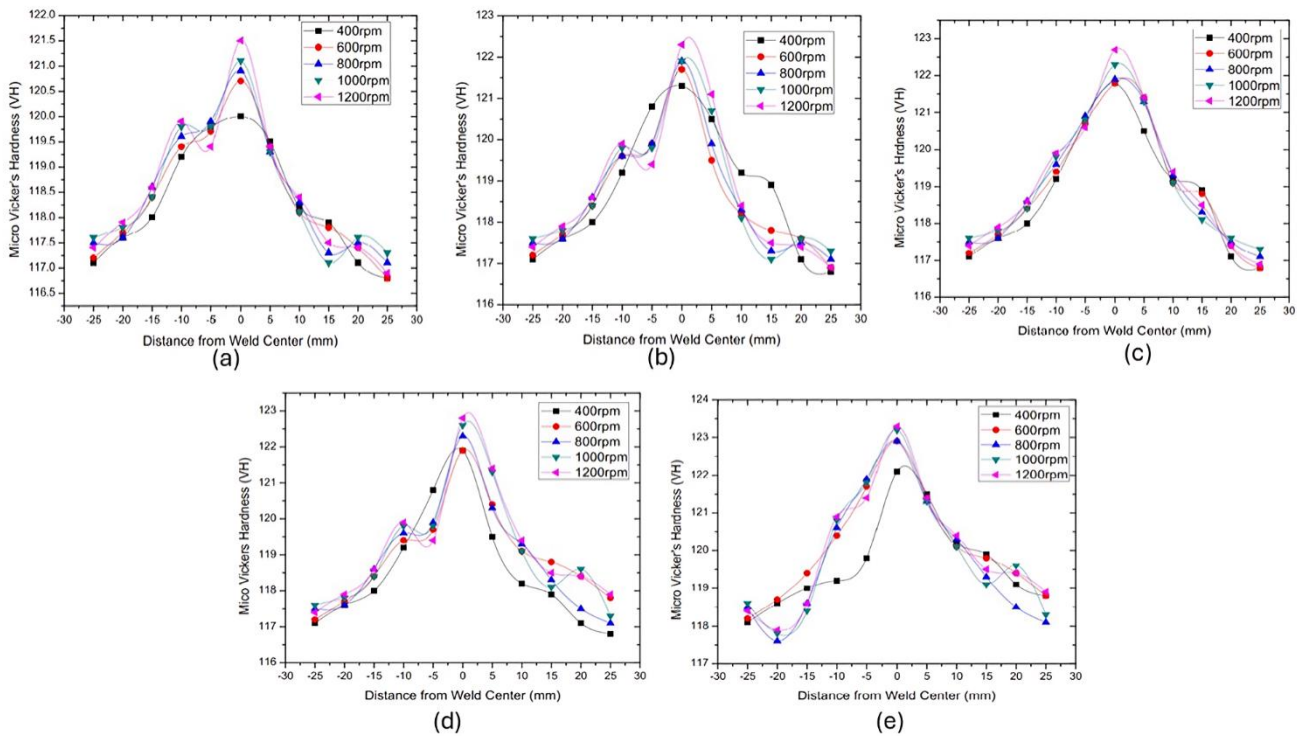 122.0
121.5
121.0
120.5
120.0
119.5
119.0
118.5
118.0
117.5
117.0
116.5
Micro Vicker's Hardness (VH)
400rpm
600rpm
800rpm
1000rpm
1200rpm
-30 -25 -20 -15 -10 -5 0 5 10 15 20 25 30
Distance from Weld Center (mm)
(a)
123
122
121
120
119
118
117
116
Micro Vicker's Hardness (VH)
400rpm
600rpm
800rpm
1000rpm
1200rpm
-30 -25 -20 -15 -10 -5 0 5 10 15 20 25 30
Distance from Weld Center (mm)
(b)
123
122
121
120
119
118
117
116
Micro Vicker's Hrdness (VH)
400rpm
600rpm
800rpm
1000rpm
1200rpm
-30 -25 -20 -15 -10 -5 0 5 10 15 20 25 30
Distance from Weld Center (mm)
(c)
123
122
121
120
119
118
117
116
Mico Vickers Hardness (VH)
400rpm
600rpm
800rpm
1000rpm
1200rpm
-30 -25 -20 -15 -10 -5 0 5 10 15 20 25 30
Distance from Weld Center (mm)
(d)
124
123
122
121
120
119
118
117
Micro Vicker's Hardness (VH)
400rpm
600rpm
800rpm
1000rpm
1200rpm
-30 -25 -20 -15 -10 -5 0 5 10 15 20 25 30
Distance from Weld Center (mm)
(e)